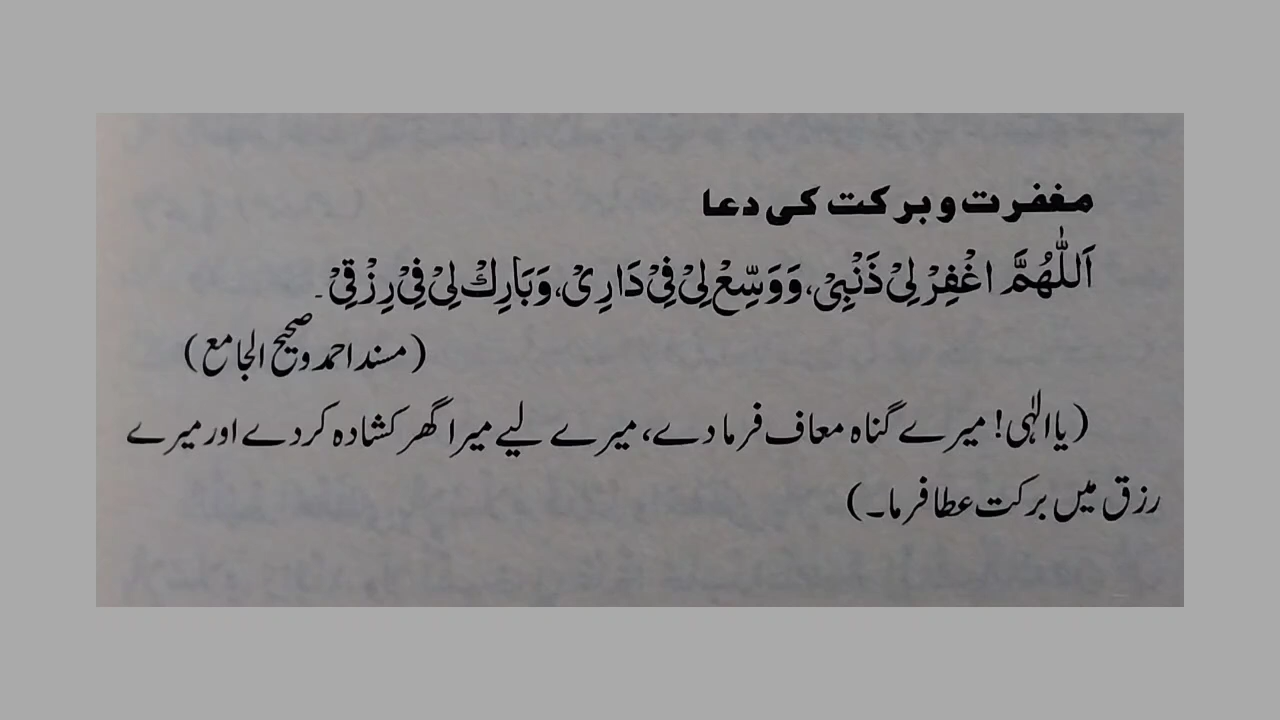 مغفرت و برکت کی دعا
اَللّٰهُمَّ اغْفِرْ لِیْ ذَنْۢبِیْ، وَوَسِّعْ لِیْ فِیْ دَارِیْ، وَبَارِكْ لِیْ فِیْ رِزْقِیْ۔
(مسند احمد و صحیح الجامع)
(یا الٰہی! میرے گناہ معاف فرما دے، میرے لیے میرا گھر کشادہ کر دے اور میرے
رزق میں برکت عطا فرما۔)